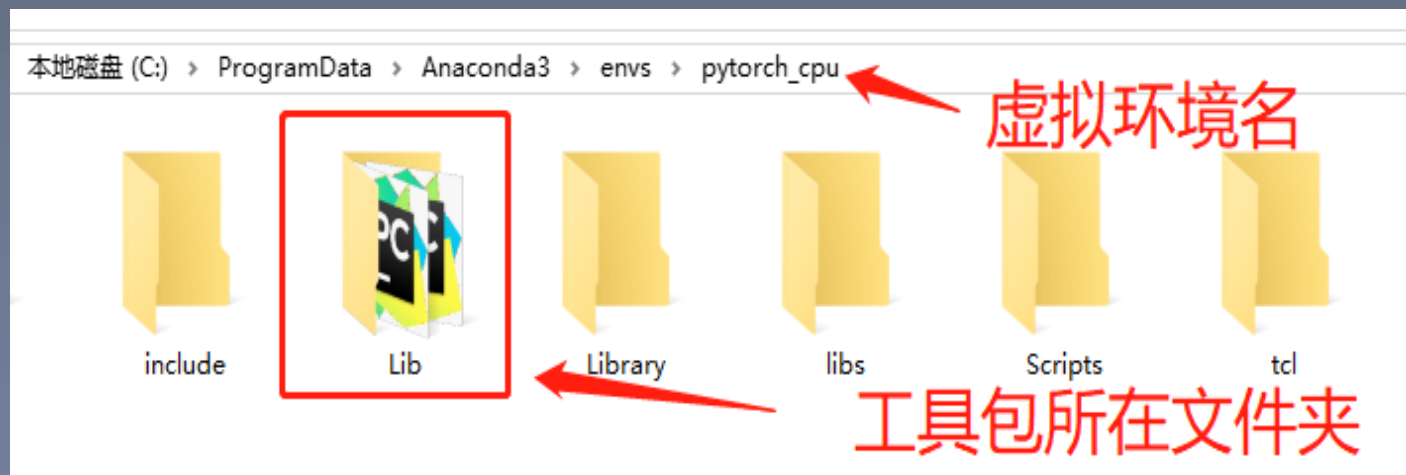 本地磁盘 (C:) › ProgramData › Anaconda3 › envs › pytorch_cpu
虚拟环境名
PC C
include Lib Library libs Scripts tcl
工具包所在文件夹